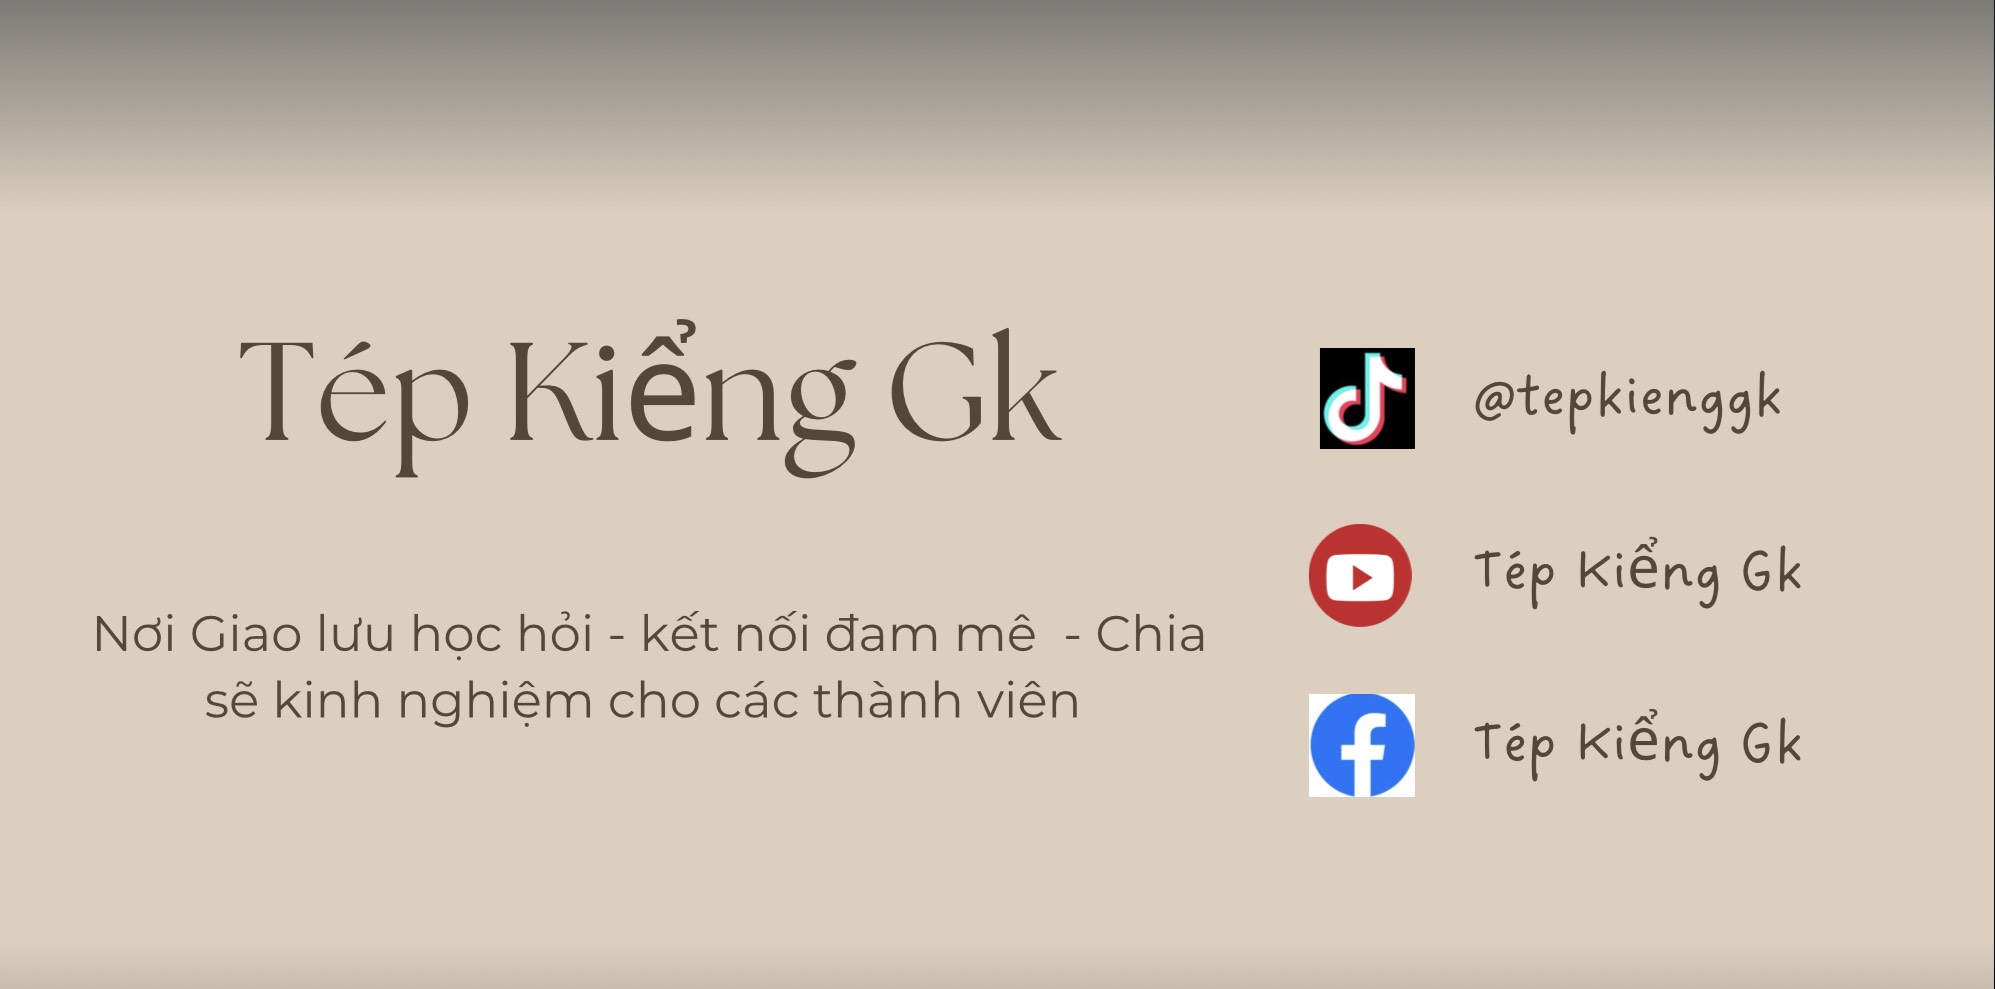 Tép Kiểng Gk
Nơi Giao lưu học hỏi - kết nối đam mê - Chia
sẽ kinh nghiệm cho các thành viên
@tepkienggk
Tép Kiểng Gk
Tép Kiểng Gk